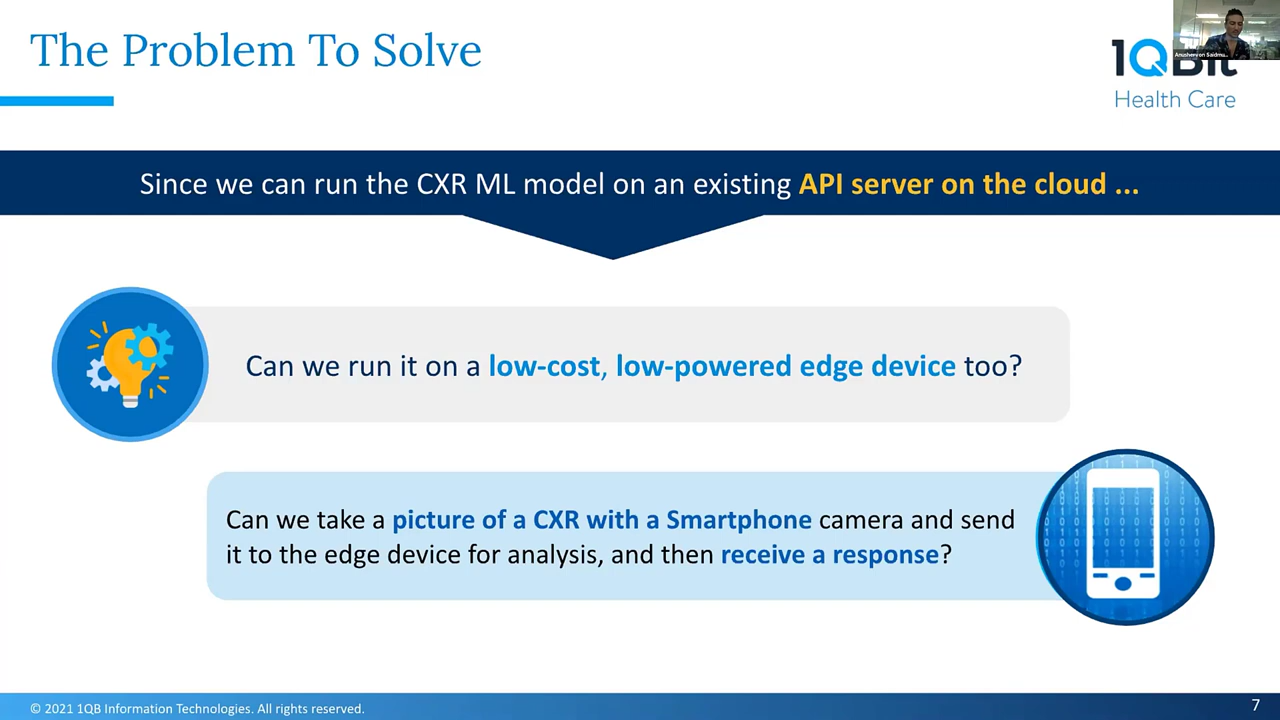 The Problem To Solve
1QBit
Health Care
Since we can run the CXR ML model on an existing API server on the cloud ...
Can we run it on a low-cost, low-powered edge device too?
Can we take a picture of a CXR with a Smartphone camera and send
it to the edge device for analysis, and then receive a response?
© 2021 1QB Information Technologies. All rights reserved.
7